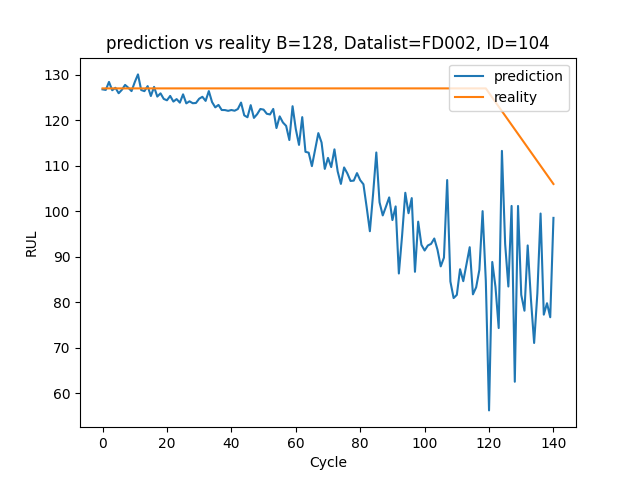 prediction vs reality B=128, Datalist=FD002, ID=104
prediction
reality
130
120
110
100
90
80
70
60
RUL
0 20 40 60 80 100 120 140
Cycle